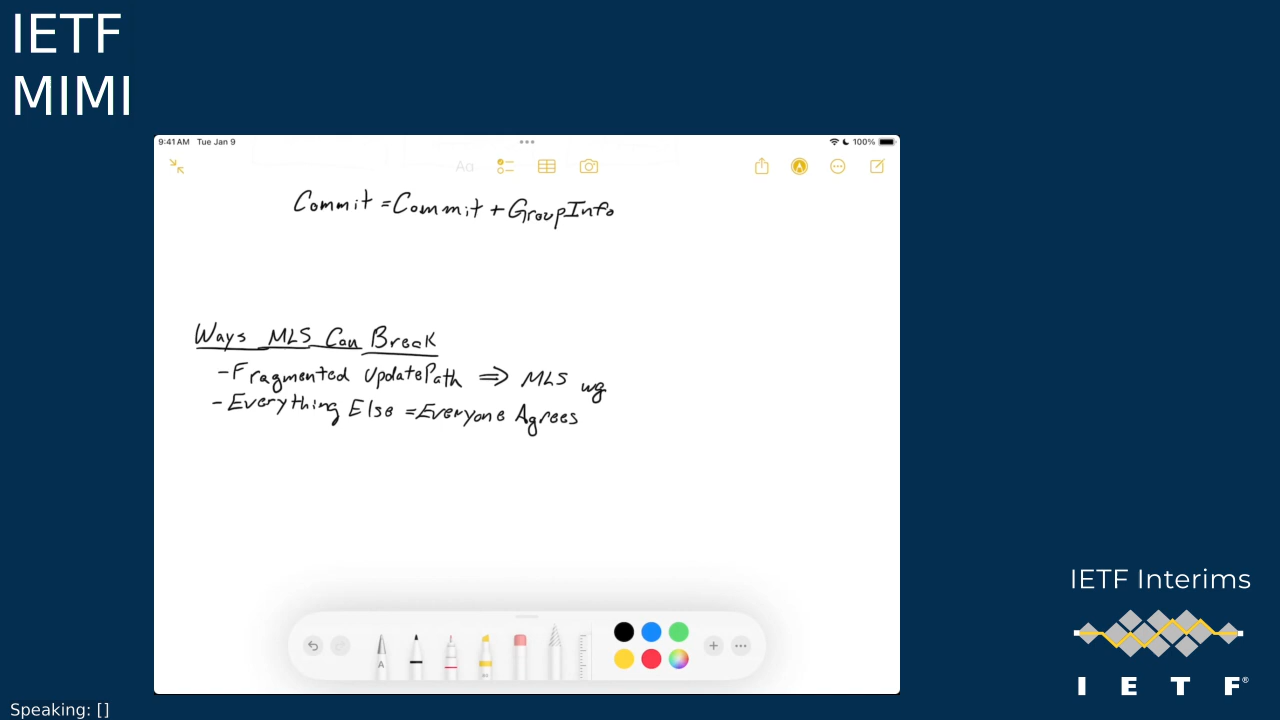 IETF
MIMI
9:41 AM Tue Jan 9
100%
Aa
Commit = Commit + GroupInfo
Ways MLS Can Break
- Fragmented UpdatePath ⇒ MLS wg
- Everything Else = Everyone Agrees
A
IETF Interims
I E T F®
Speaking: []